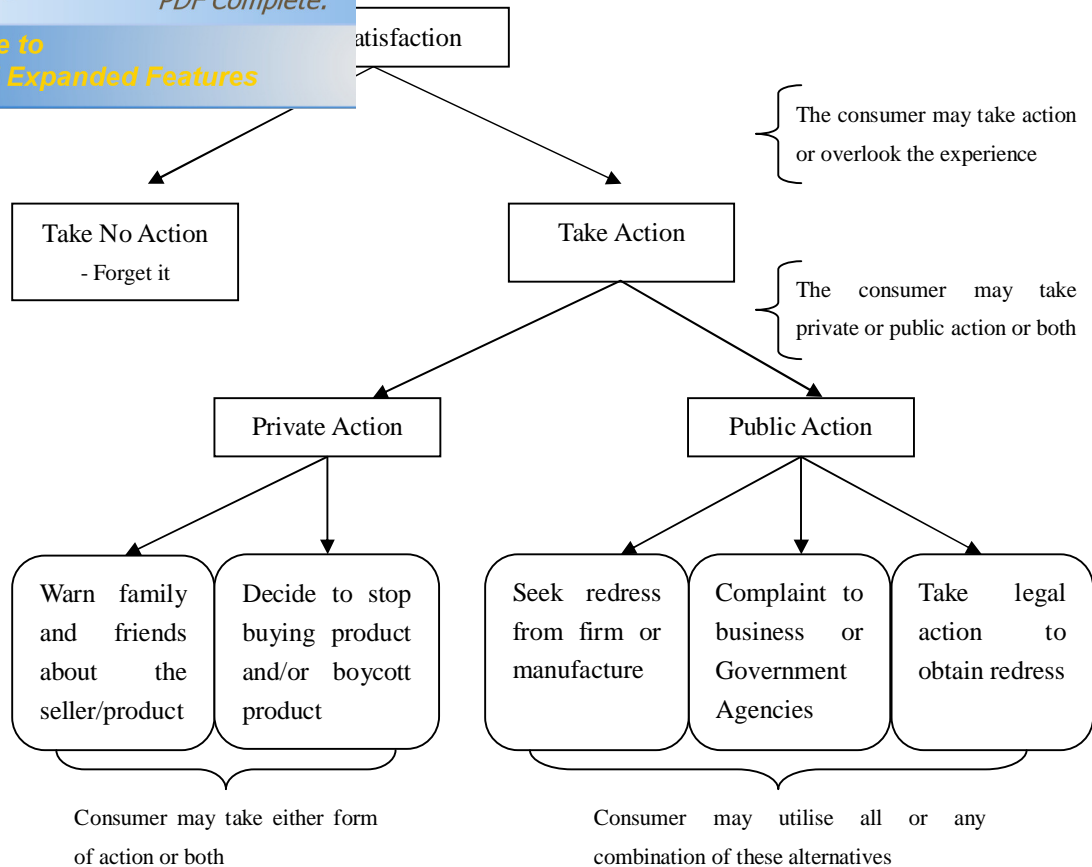 PDF Complete.
e to
Expanded Features
atisfaction
The consumer may take action
or overlook the experience
Take No Action
- Forget it
Take Action
The consumer may take
private or public action or both
Private Action
Public Action
Warn family
and friends
about the
seller/product
Decide to stop
buying product
and/or boycott
product
Seek redress
from firm or
manufacture
Complaint to
business or
Government
Agencies
Take legal
action to
obtain redress
Consumer may take either form
of action or both
Consumer may utilise all or any
combination of these alternatives